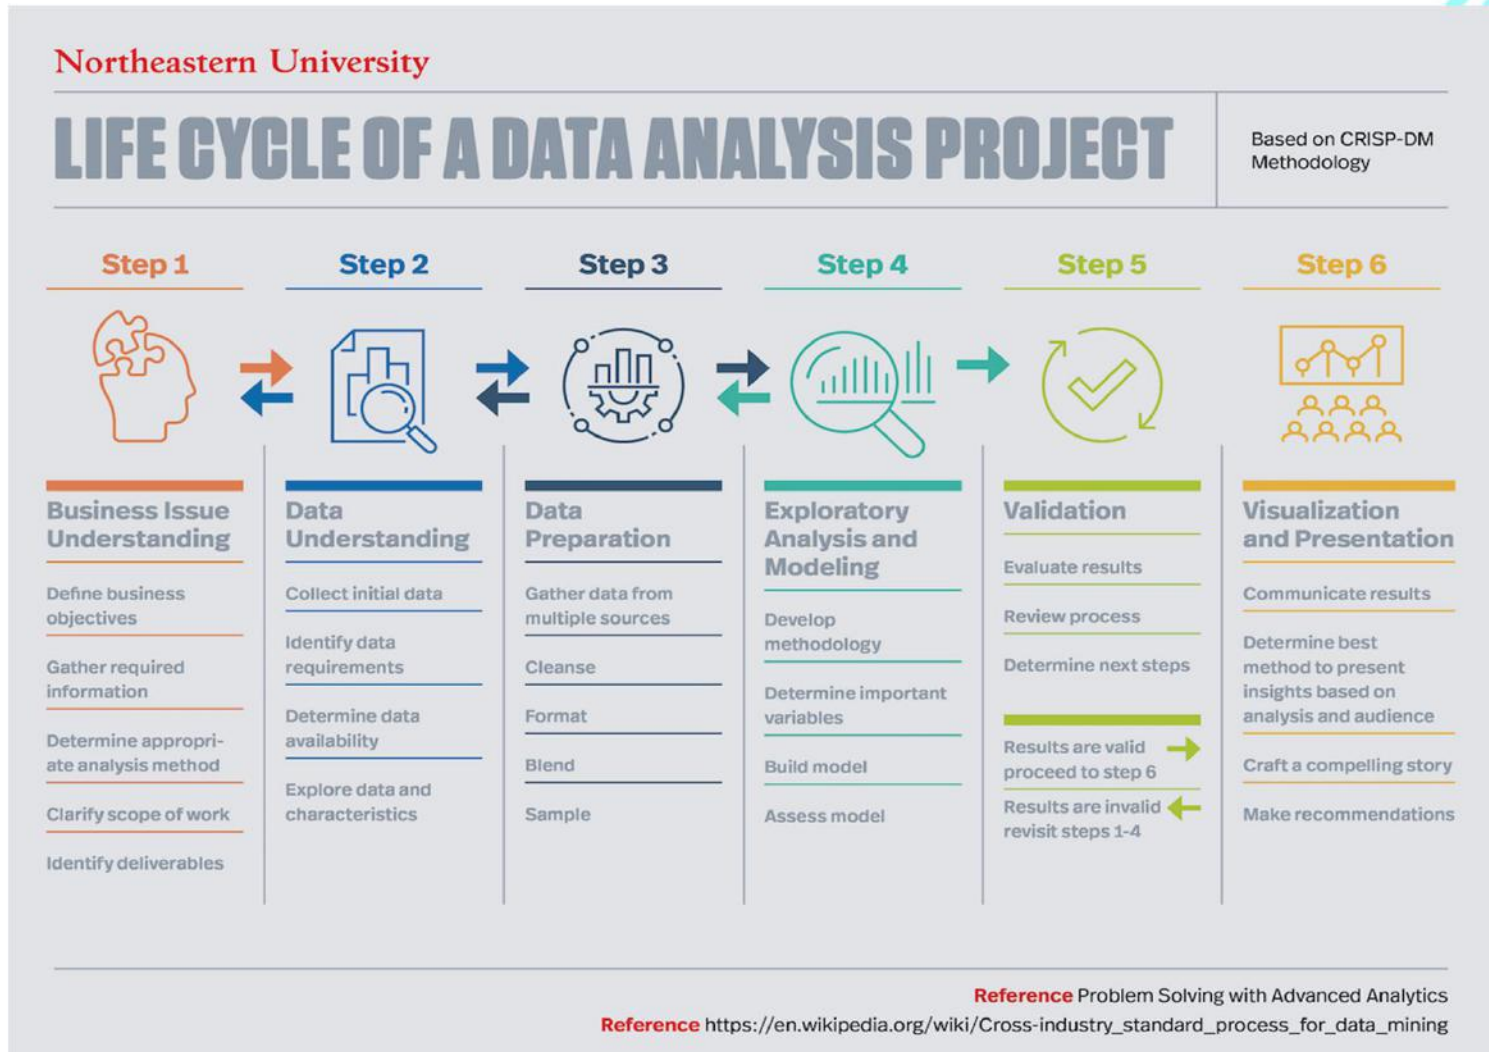 Northeastern University
LIFE CYCLE OF A DATA ANALYSIS PROJECT
Based on CRISP-DM
Methodology
Step 1
Business Issue
Understanding
Define business
objectives
Gather required
information
Determine appropri-
ate analysis method
Clarify scope of work
Identify deliverables
Step 2
Data
Understanding
Collect initial data
Identify data
requirements
Determine data
availability
Explore data and
characteristics
Step 3
Data
Preparation
Gather data from
multiple sources
Cleanse
Format
Blend
Sample
Step 4
Exploratory
Analysis and
Modeling
Develop
methodology
Determine important
variables
Build model
Assess model
Step 5
Validation
Evaluate results
Review process
Determine next steps
Results are valid
proceed to step 6
Results are invalid
revisit steps 1-4
Step 6
Visualization
and Presentation
Communicate results
Determine best
method to present
insights based on
analysis and audience
Craft a compelling story
Make recommendations
Reference Problem Solving with Advanced Analytics
Reference https://en.wikipedia.org/wiki/Cross-industry_standard_process_for_data_mining